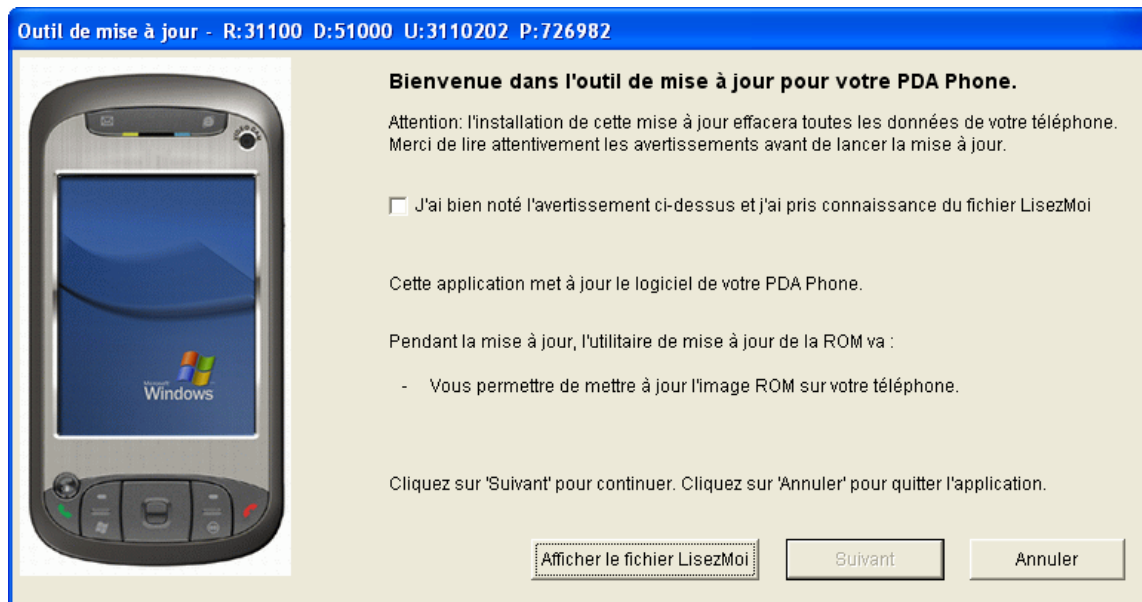 Outil de mise à jour - R:31100 D:51000 U:3110202 P:726982
Bienvenue dans l'outil de mise à jour pour votre PDA Phone.
Attention: l'installation de cette mise à jour effacera toutes les données de votre téléphone.
Merci de lire attentivement les avertissements avant de lancer la mise à jour.
J'ai bien noté l'avertissement ci-dessus et j'ai pris connaissance du fichier LisezMoi
Cette application met à jour le logiciel de votre PDA Phone.
Pendant la mise à jour, l'utilitaire de mise à jour de la ROM va :
- Vous permettre de mettre à jour l'image ROM sur votre téléphone.
Cliquez sur 'Suivant' pour continuer. Cliquez sur 'Annuler' pour quitter l'application.
Afficher le fichier LisezMoi
Suivant
Annuler
Windows